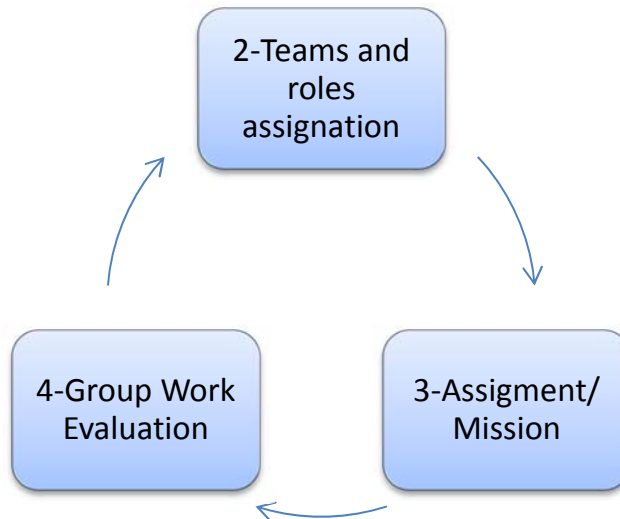 2-Teams and
roles
assignation
4-Group Work
Evaluation
3-Assigment/
Mission